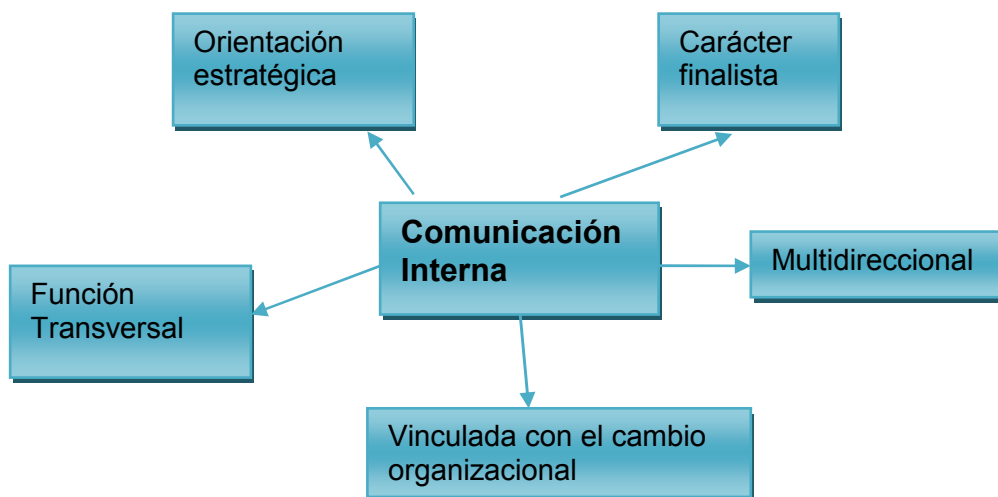 Orientación
estratégica
Carácter
finalista
Comunicación
Interna
Multidireccional
Función
Transversal
Vinculada con el cambio
organizacional